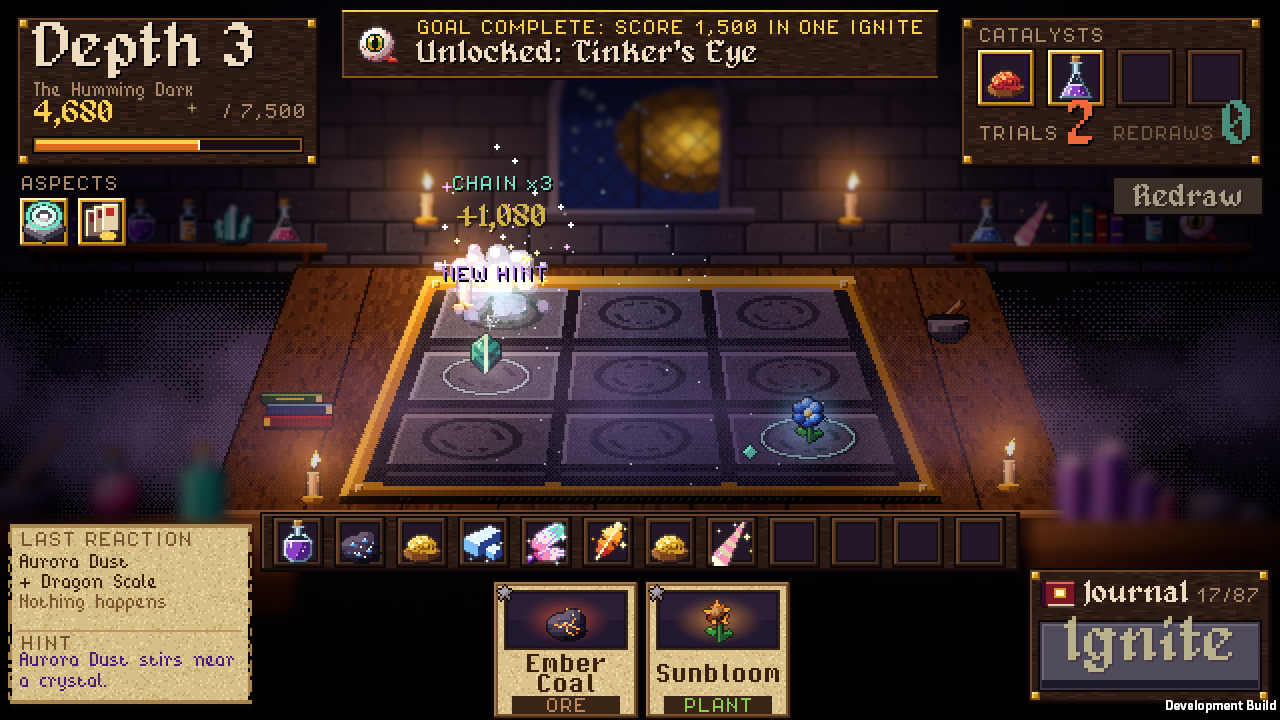 Depth 3
The Humming Dark
4,680 + / 7,500
ASPECTS
GOAL COMPLETE: SCORE 1,500 IN ONE IGNITE
Unlocked: Tinker's Eye
CATALYSTS
TRIALS 2 REDRAWS 0
Redraw
CHAIN x3
+1,080
NEW HINT
LAST REACTION
Aurora Dust
+ Dragon Scale
Nothing happens
HINT
Aurora Dust stirs near
a crystal.
Ember
Coal
ORE
Sunbloom
PLANT
Journal 17/87
Ignite
Development Build